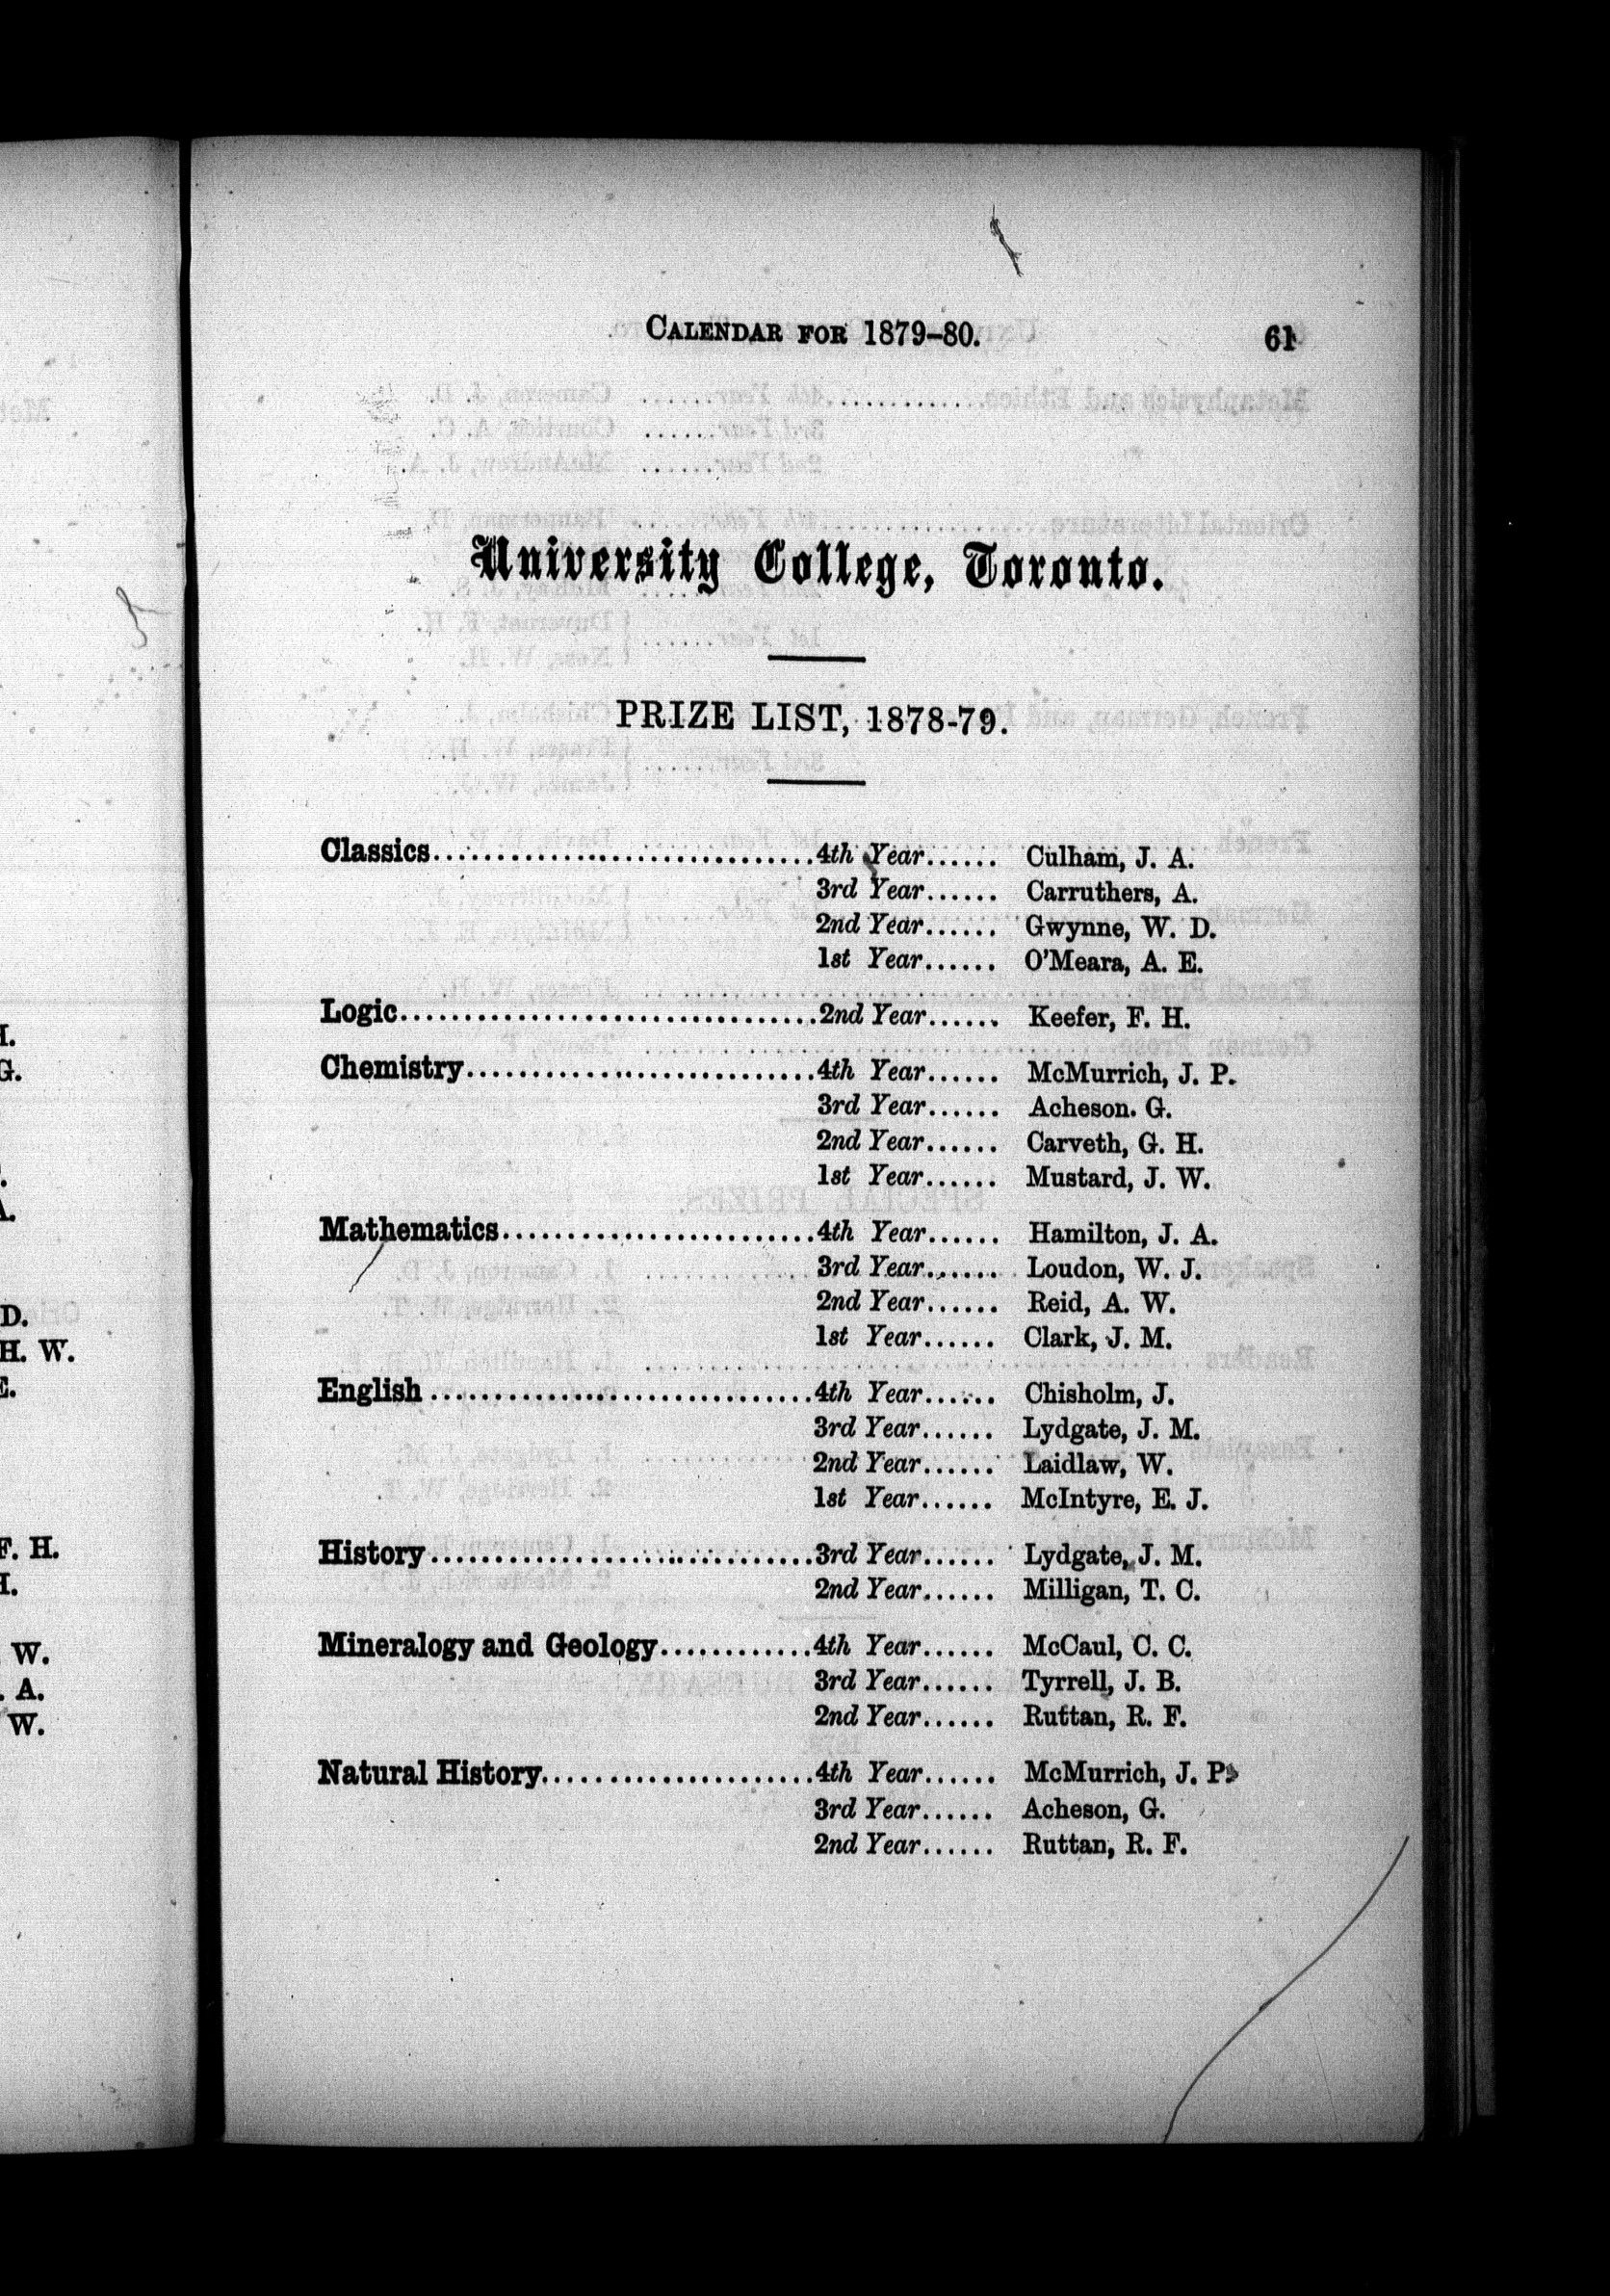 CALENDAR FOR 1879-80. 61
University College, Toronto.
PRIZE LIST, 1878-79.
Classics................................4th Year...... Culham, J. A.
3rd Year...... Carruthers, A.
2nd Year...... Gwynne, W. D.
1st Year...... O'Meara, A. E.
Logic.................................2nd Year...... Keefer, F. H.
Chemistry............................4th Year...... McMurrich, J. P.
3rd Year...... Acheson. G.
2nd Year...... Carveth, G. H.
1st Year...... Mustard, J. W.
Mathematics.........................4th Year...... Hamilton, J. A.
3rd Year...... Loudon, W. J.
2nd Year...... Reid, A. W.
1st Year...... Clark, J. M.
English ...............................4th Year...... Chisholm, J.
3rd Year...... Lydgate, J. M.
2nd Year...... Laidlaw, W.
1st Year...... McIntyre, E. J.
History...............................3rd Year...... Lydgate, J. M.
2nd Year...... Milligan, T. C.
Mineralogy and Geology............4th Year...... McCaul, C. C.
3rd Year...... Tyrrell, J. B.
2nd Year...... Ruttan, R. F.
Natural History......................4th Year...... McMurrich, J. P.
3rd Year...... Acheson, G.
2nd Year...... Ruttan, R. F.
G.
D.
H. W.
F. H.
W.
A.
W.